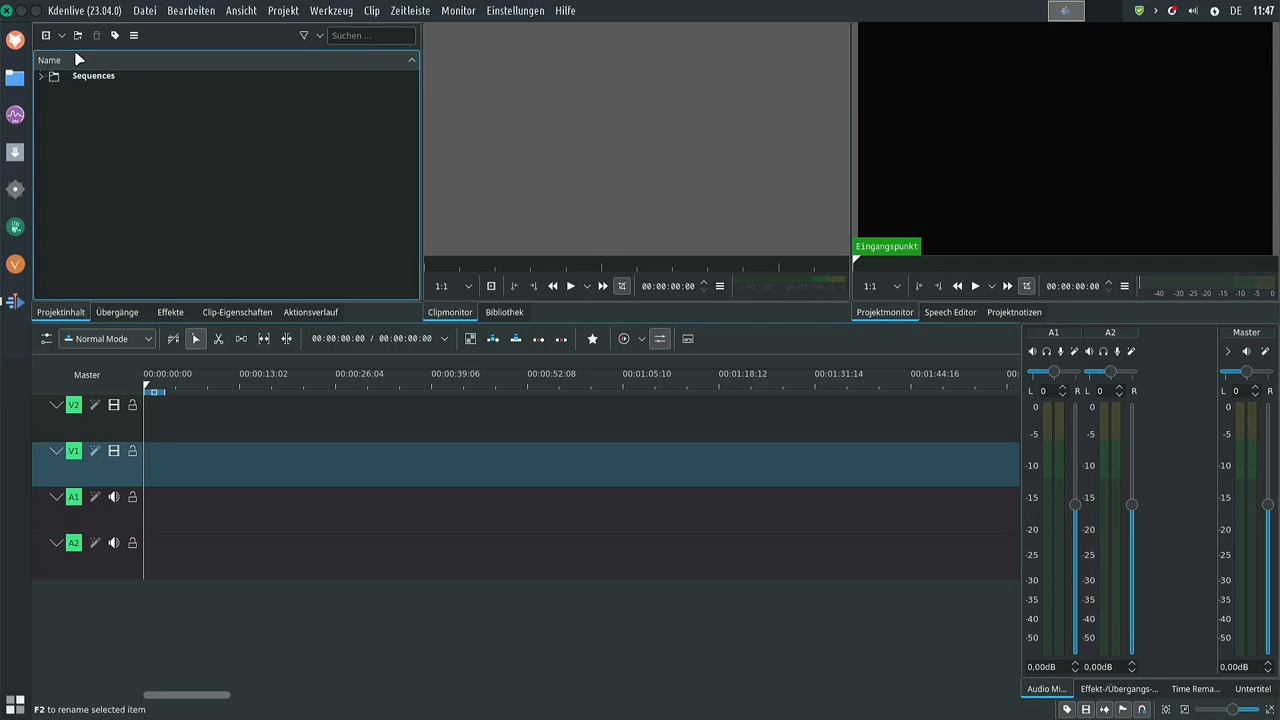 Kdenlive (23.04.0) Datei Bearbeiten Ansicht Projekt Werkzeug Clip Zeitleiste Monitor Einstellungen Hilfe DE 11:47
Suchen ...
Name
Sequences
Eingangspunkt
1:1 00:00:00:00 -40 -30 -20 -10 -5 0 1:1 00:00:00:00 -40 -30 -25 -20 -15 -10 -5 0
Projektinhalt Übergänge Effekte Clip-Eigenschaften Aktionsverlauf Clipmonitor Bibliothek Projektmonitor Speech Editor Projektnotizen
Normal Mode 00:00:00:00 / 00:00:00:00 A1 A2 Master
Master 00:00:00:00 00:00:13:02 00:00:26:04 00:00:39:06 00:00:52:08 00:01:05:10 00:01:18:12 00:01:31:14 00:01:44:16 00:
L 0 R L 0 R L 0 R
V2 0 0 0
-5 -5 -5
V1 -10 -10 -10
A1 -15 -15 -15
-20 -20 -20
A2 -25 -25 -25
-30 -30 -30
-35 -35 -35
-40 -40 -40
-50 -50 -50
0,00dB 0,00dB 0,00dB
Audio Mi... Effekt-/Übergangs-... Time Rema... Untertitel
F2 to rename selected item